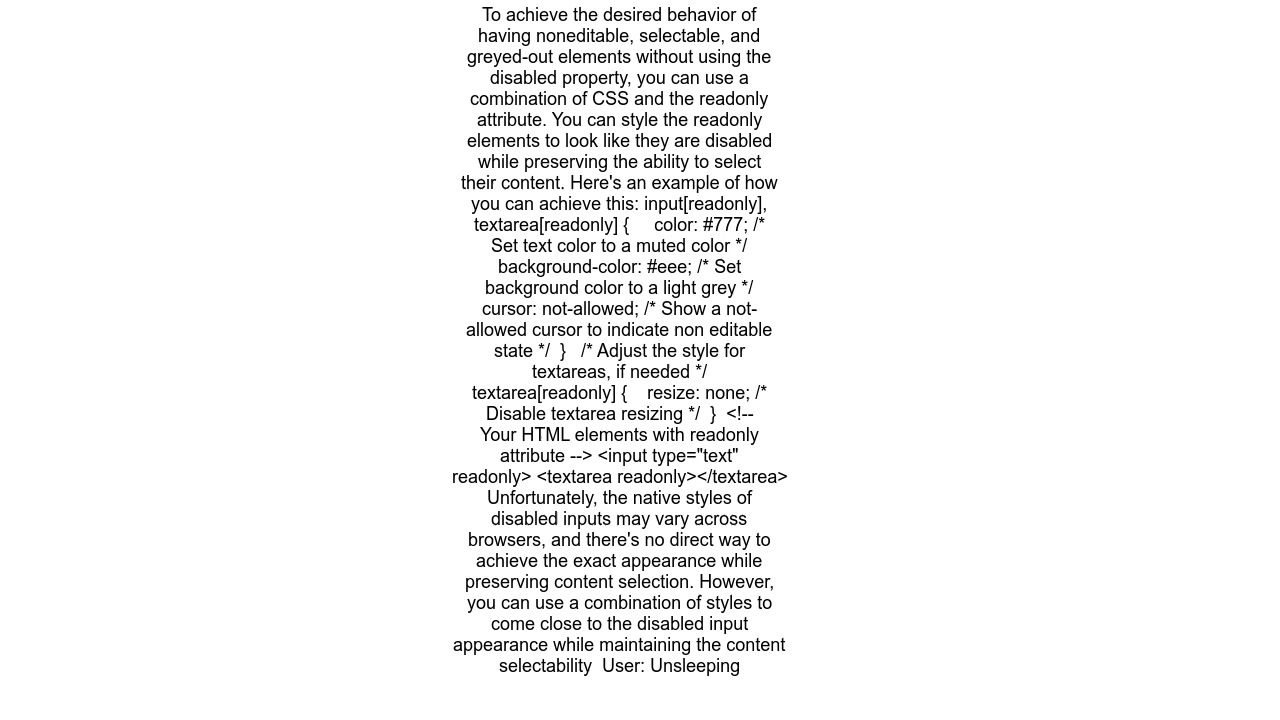 To achieve the desired behavior of
having noneditable, selectable, and
greyed-out elements without using the
disabled property, you can use a
combination of CSS and the readonly
attribute. You can style the readonly
elements to look like they are disabled
while preserving the ability to select
their content. Here's an example of how
you can achieve this: input[readonly],
textarea[readonly] {     color: #777; /*
Set text color to a muted color */
background-color: #eee; /* Set
background color to a light grey */
cursor: not-allowed; /* Show a not-
allowed cursor to indicate non editable
state */  }   /* Adjust the style for
textareas, if needed */
textarea[readonly] {    resize: none; /*
Disable textarea resizing */  }  <!--
Your HTML elements with readonly
attribute --> <input type="text"
readonly> <textarea readonly></textarea>
Unfortunately, the native styles of
disabled inputs may vary across
browsers, and there's no direct way to
achieve the exact appearance while
preserving content selection. However,
you can use a combination of styles to
come close to the disabled input
appearance while maintaining the content
selectability  User: Unsleeping